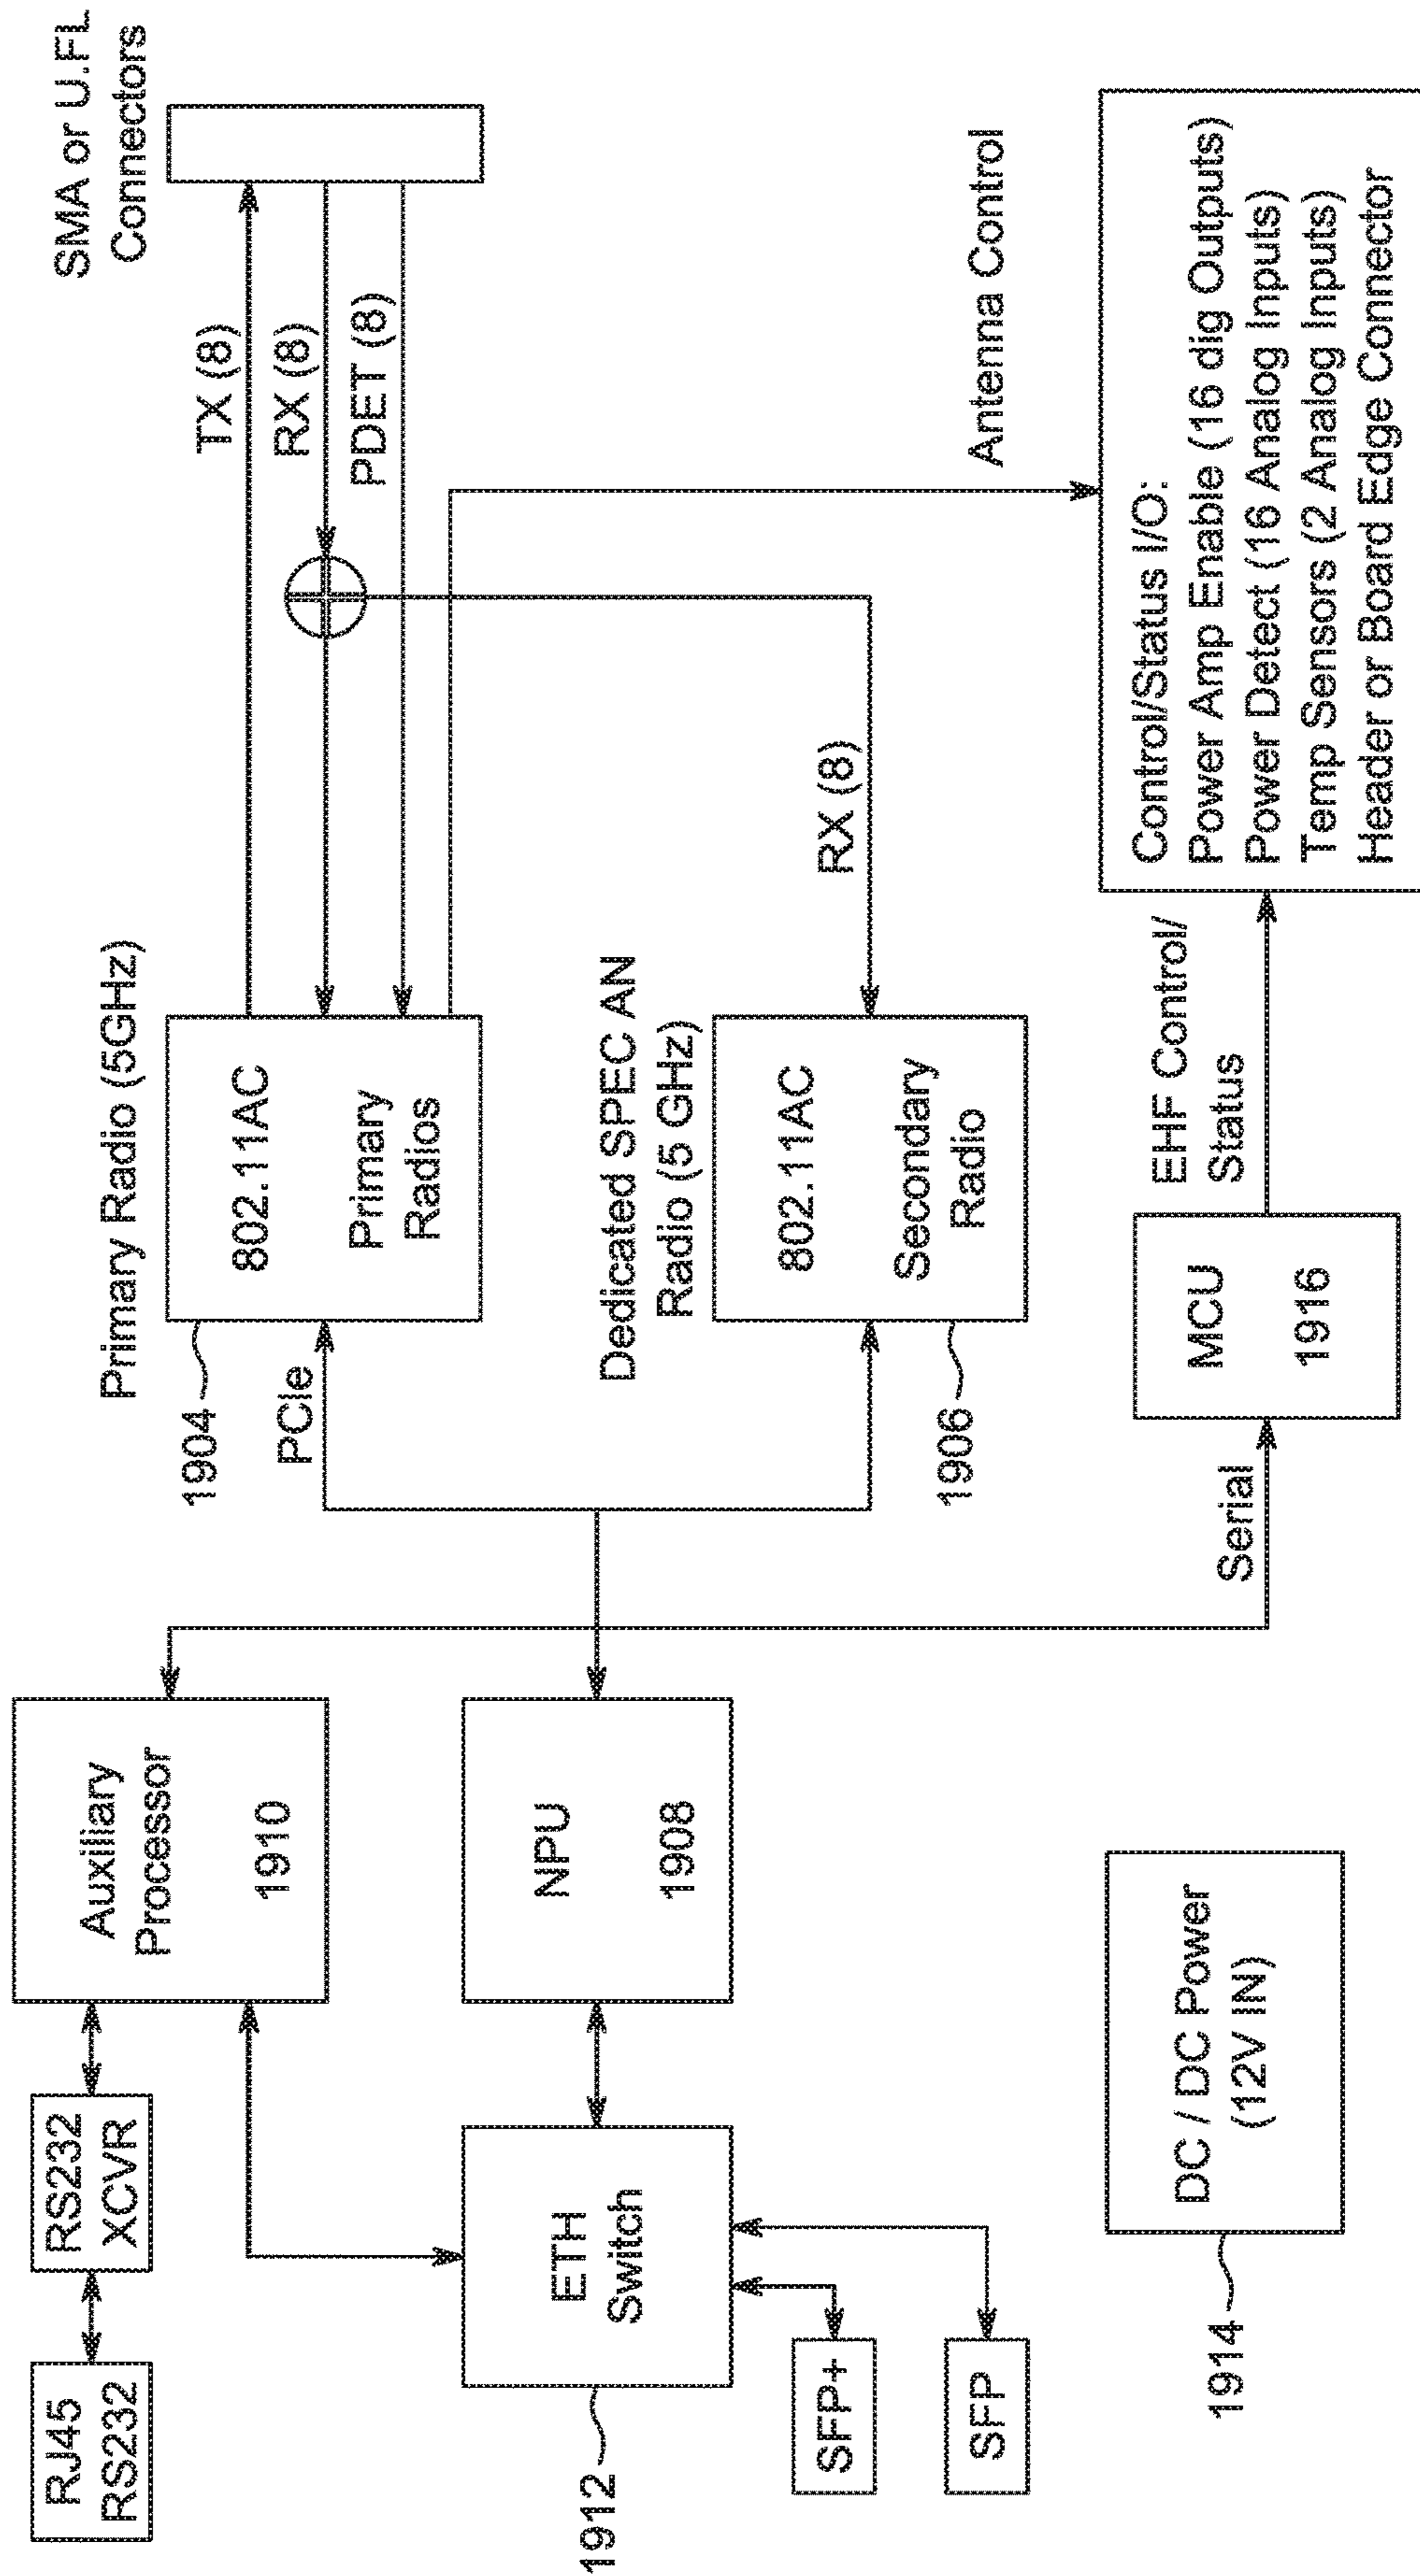 RJ45
RS232
RS232
XCVR
Auxiliary
Processor
1910
Primary Radio (5GHz)
1904
802.11AC
Primary
Radios
PCIe
TX (8)
RX (8)
PDET (8)
SMA or U.FL
Connectors
ETH
Switch
1912
NPU
1908
Dedicated SPEC AN
Radio (5 GHz)
802.11AC
Secondary
Radio
1906
RX (8)
Antenna Control
SFP+
SFP
DC / DC Power
(12V IN)
1914
Serial
MCU
1916
EHF Control/
Status
Control/Status I/O:
Power Amp Enable (16 dig Outputs)
Power Detect (16 Analog Inputs)
Temp Sensors (2 Analog Inputs)
Header or Board Edge Connector